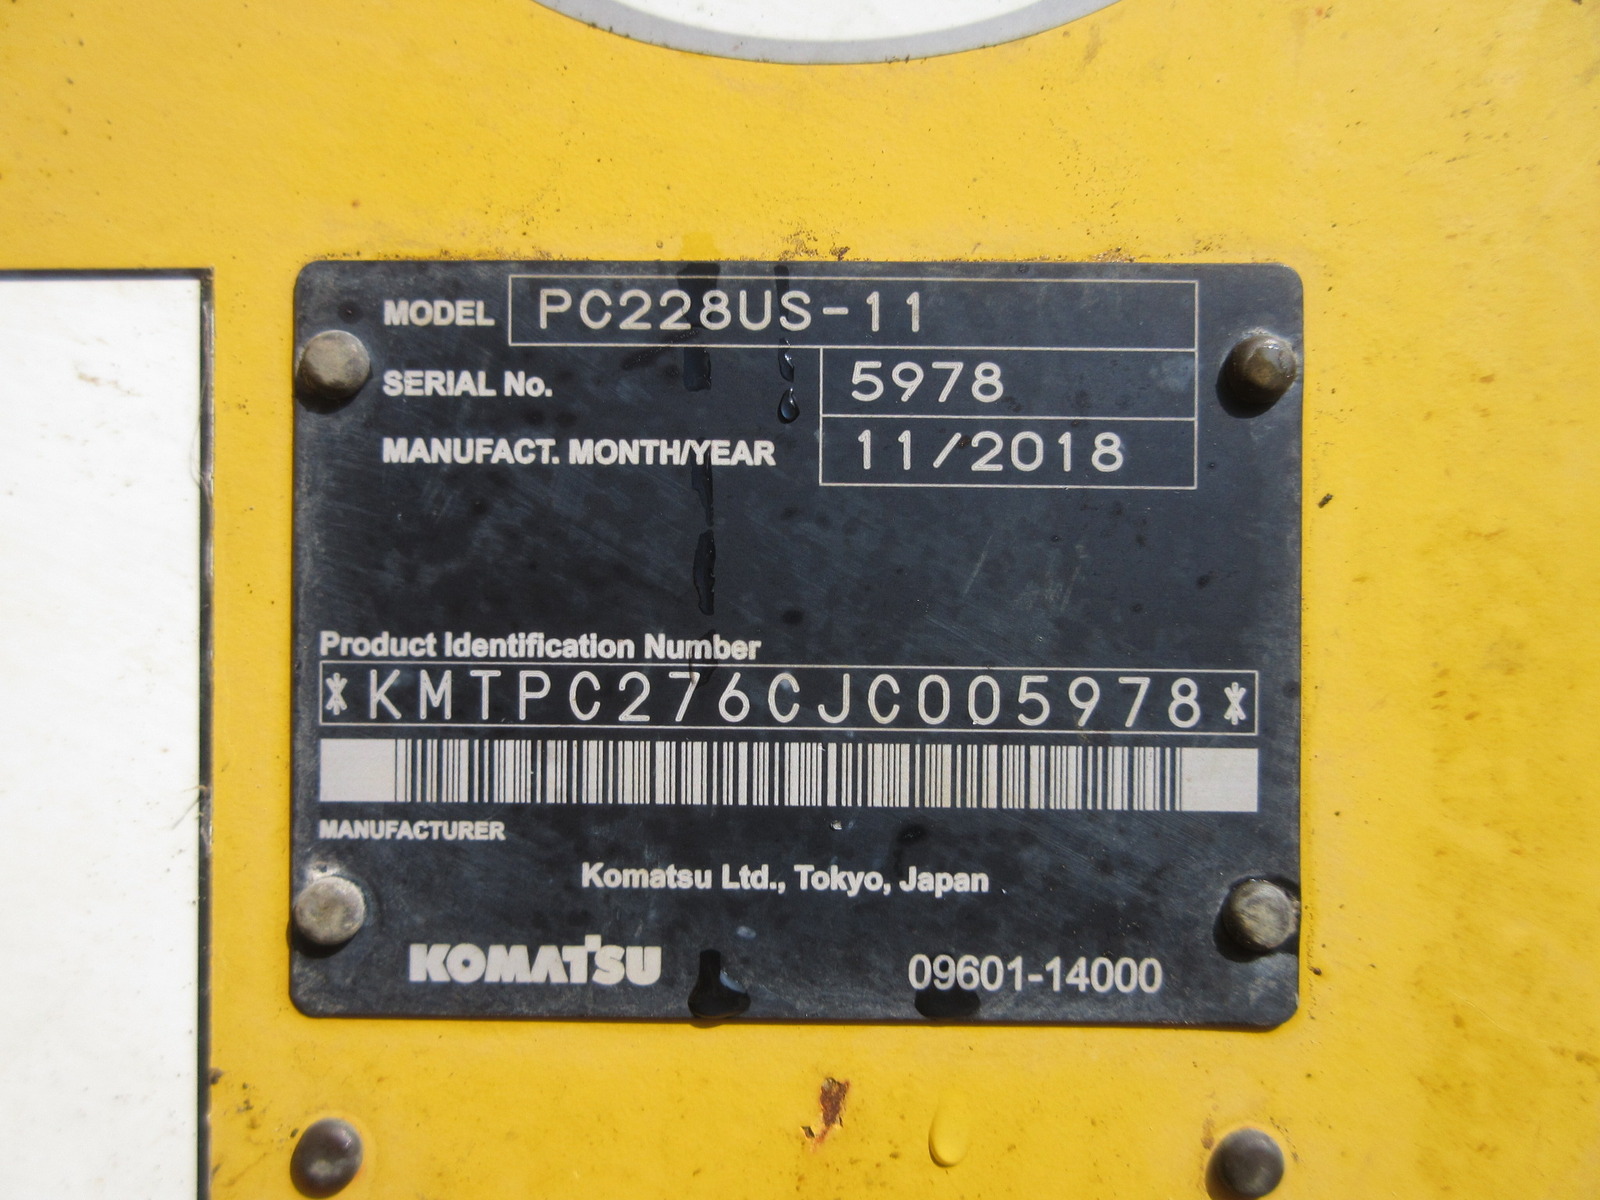 MODEL PC228US-11
SERIAL No. 5978
MANUFACT. MONTH/YEAR 11/2018
Product Identification Number
*KMTPC276CJC005978*
MANUFACTURER
Komatsu Ltd., Tokyo, Japan
KOMATSU 09601-14000